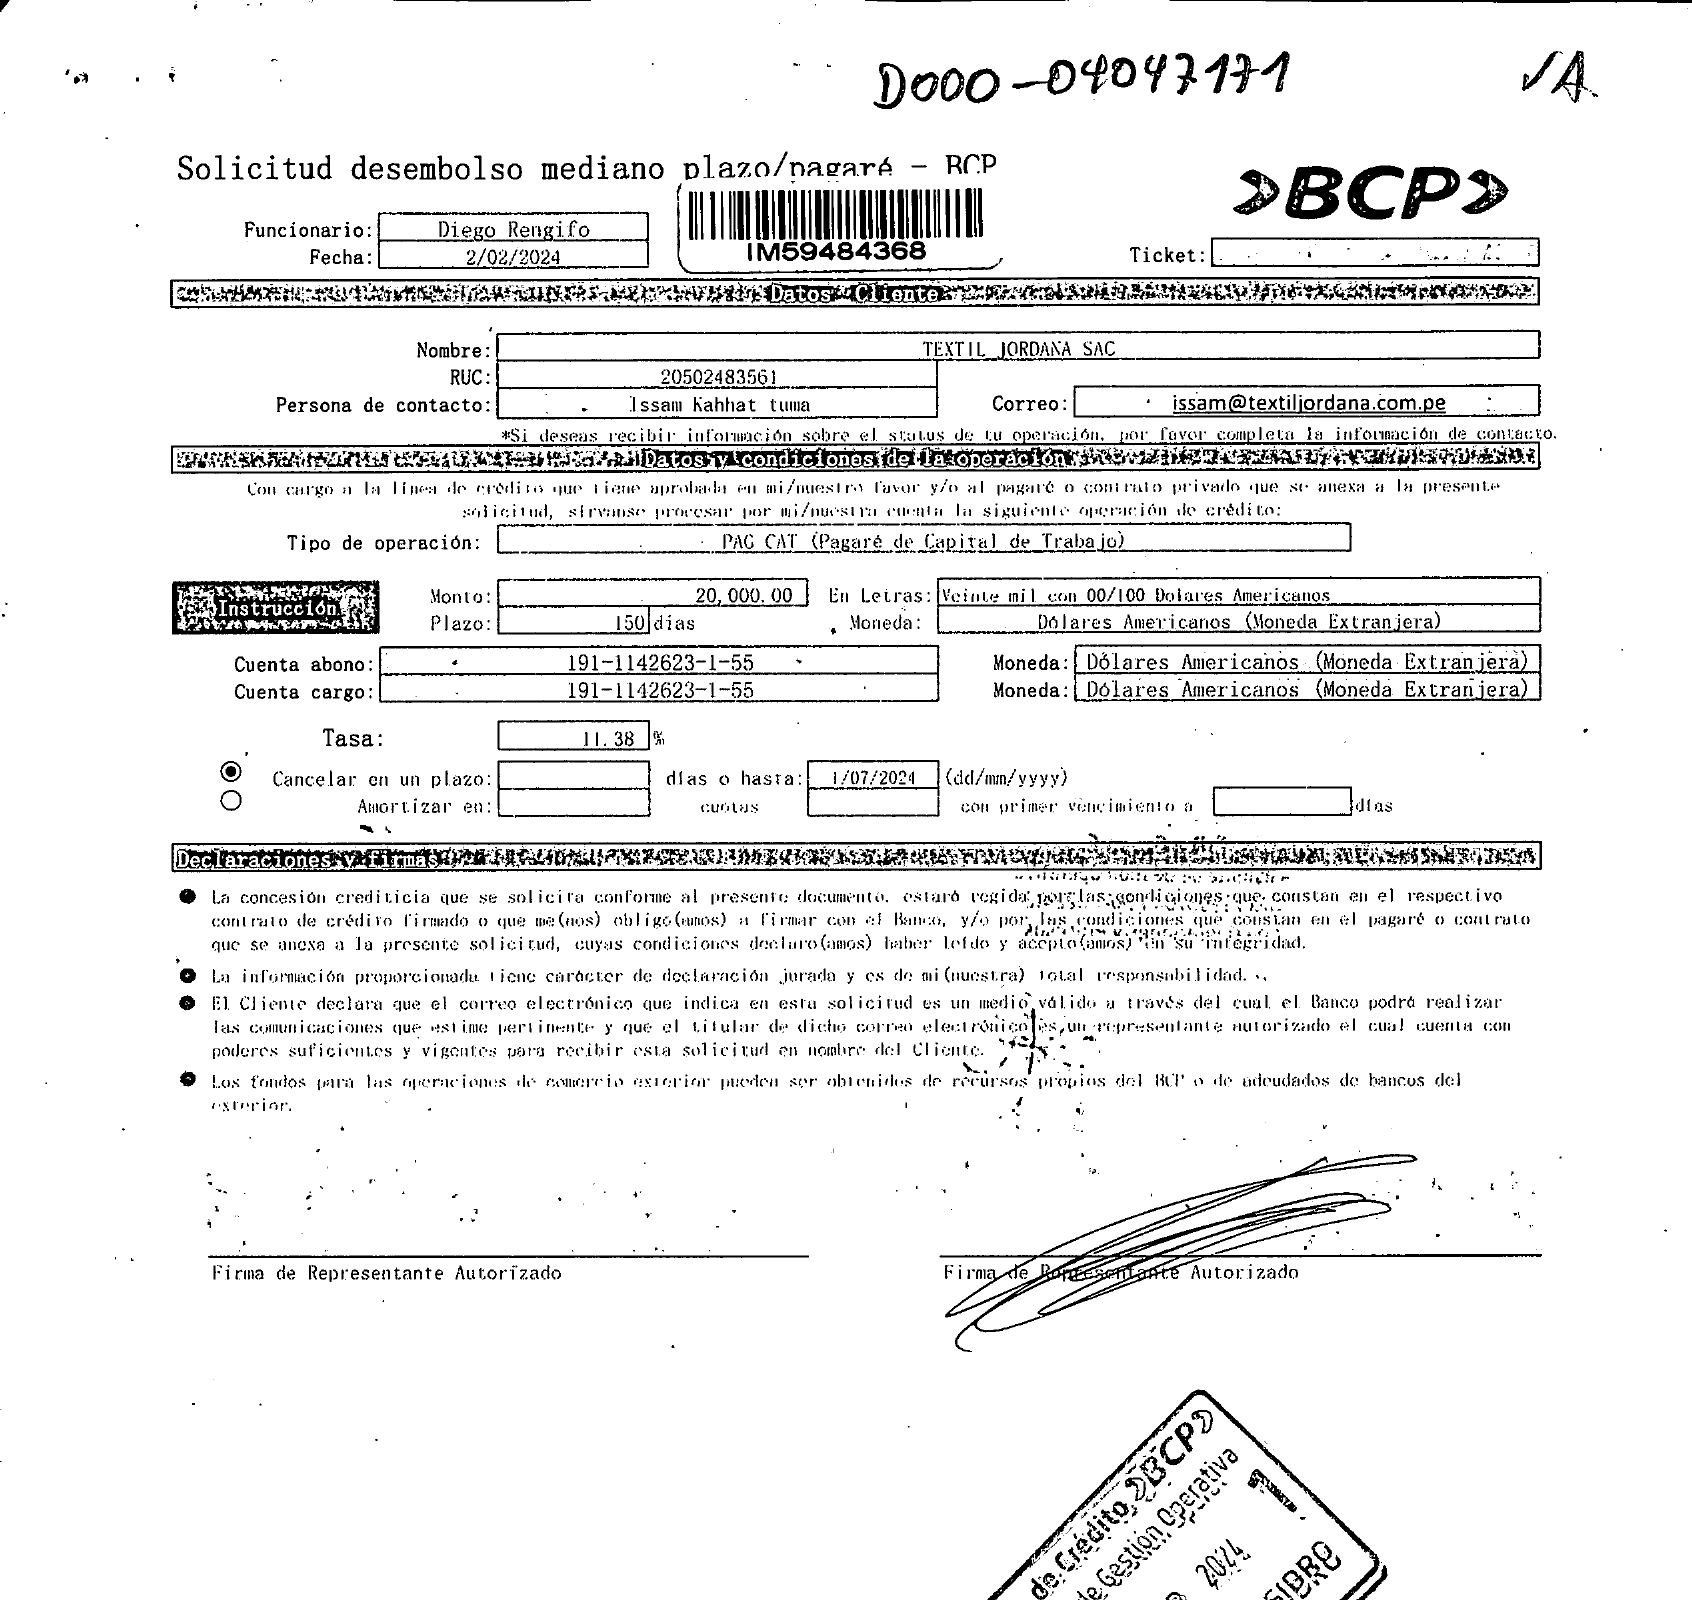 D000-04047171 √A.
Solicitud desembolso mediano plazo/pagaré - BCP
»BCP»
IM59484368
Funcionario: Diego Rengifo
Fecha: 2/02/2024
Ticket:
Datos Cliente
Nombre: TEXTIL JORDANA SAC
RUC: 20502483561
Persona de contacto: Issam Kahhat tuma Correo: issam@textiljordana.com.pe
*Si deseas recibir información sobre el status de tu operación, por favor completa la información de contacto.
Datos y condiciones de la operación
Con cargo a la línea de crédito que tiene aprobada en mi/nuestro favor y/o al pagaré o contrato privado que se anexa a la presente
solicitud, sírvanse procesar por mi/nuestra cuenta la siguiente operación de crédito:
Tipo de operación: PAG CAT (Pagaré de Capital de Trabajo)
Instrucción
Monto: 20,000.00 En Letras: Veinte mil con 00/100 Dolares Americanos
Plazo: 150 días Moneda: Dólares Americanos (Moneda Extranjera)
Cuenta abono: 191-1142623-1-55 Moneda: Dólares Americanos (Moneda Extranjera)
Cuenta cargo: 191-1142623-1-55 Moneda: Dólares Americanos (Moneda Extranjera)
Tasa: 11.38 %
Cancelar en un plazo: días o hasta: 1/07/2024 (dd/mm/yyyy)
Amortizar en: cuotas con primer vencimiento a días
Declaraciones y firmas
La concesión crediticia que se solicita conforme al presente documento, estará regida por las condiciones que constan en el respectivo
contrato de crédito firmado o que me(nos) obligo(amos) a firmar con el Banco, y/o por las condiciones que constan en el pagaré o contrato
que se anexa a la presente solicitud, cuyas condiciones declaro(amos) haber leído y acepto(amos) en su integridad.
La información proporcionada tiene carácter de declaración jurada y es de mi(nuestra) total responsabilidad.
El Cliente declara que el correo electrónico que indica en esta solicitud es un medio válido a través del cual el Banco podrá realizar
las comunicaciones que estime pertinente y que el titular de dicho correo electrónico es un representante autorizado el cual cuenta con
poderes suficientes y vigentes para recibir esta solicitud en nombre del Cliente.
Los fondos para las operaciones de comercio exterior pueden ser obtenidos de recursos propios del BCP o de adeudados de bancos del
exterior.
Firma de Representante Autorizado Firma de Representante Autorizado
de Crédito »BCP»
de Gestión Operativa
2024 1